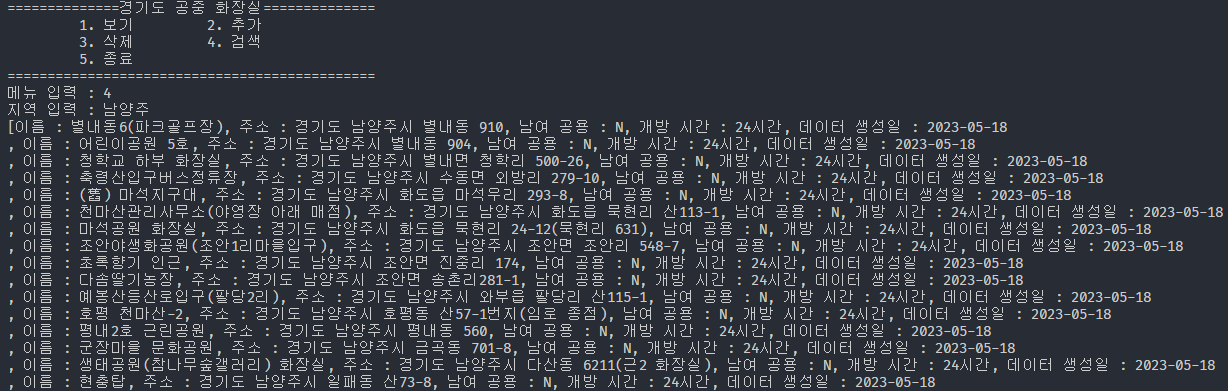 ==============경기도 공중 화장실==============
1. 보기 2. 추가
3. 삭제 4. 검색
5. 종료
==============================================
메뉴 입력 : 4
지역 입력 : 남양주
[이름 : 별내동6(파크골프장), 주소 : 경기도 남양주시 별내동 910, 남여 공용 : N, 개방 시간 : 24시간, 데이터 생성일 : 2023-05-18
, 이름 : 어린이공원 5호, 주소 : 경기도 남양주시 별내동 904, 남여 공용 : N, 개방 시간 : 24시간, 데이터 생성일 : 2023-05-18
, 이름 : 청학교 하부 화장실, 주소 : 경기도 남양주시 별내면 청학리 500-26, 남여 공용 : N, 개방 시간 : 24시간, 데이터 생성일 : 2023-05-18
, 이름 : 축령산입구버스정류장, 주소 : 경기도 남양주시 수동면 외방리 279-10, 남여 공용 : N, 개방 시간 : 24시간, 데이터 생성일 : 2023-05-18
, 이름 : (舊) 마석지구대, 주소 : 경기도 남양주시 화도읍 마석우리 293-8, 남여 공용 : N, 개방 시간 : 24시간, 데이터 생성일 : 2023-05-18
, 이름 : 천마산관리사무소(야영장 아래 매점), 주소 : 경기도 남양주시 화도읍 묵현리 산113-1, 남여 공용 : N, 개방 시간 : 24시간, 데이터 생성일 : 2023-05-18
, 이름 : 마석공원 화장실, 주소 : 경기도 남양주시 화도읍 묵현리 24-12(묵현리 631), 남여 공용 : N, 개방 시간 : 24시간, 데이터 생성일 : 2023-05-18
, 이름 : 조안야생화공원(조안1리마을입구), 주소 : 경기도 남양주시 조안면 조안리 548-7, 남여 공용 : N, 개방 시간 : 24시간, 데이터 생성일 : 2023-05-18
, 이름 : 초록향기 인근, 주소 : 경기도 남양주시 조안면 진중리 174, 남여 공용 : N, 개방 시간 : 24시간, 데이터 생성일 : 2023-05-18
, 이름 : 다솜딸기농장, 주소 : 경기도 남양주시 조안면 송촌리281-1, 남여 공용 : N, 개방 시간 : 24시간, 데이터 생성일 : 2023-05-18
, 이름 : 예봉산등산로입구(팔당2리), 주소 : 경기도 남양주시 와부읍 팔당리 산115-1, 남여 공용 : N, 개방 시간 : 24시간, 데이터 생성일 : 2023-05-18
, 이름 : 호평 천마산-2, 주소 : 경기도 남양주시 호평동 산57-1번지(임로 종점), 남여 공용 : N, 개방 시간 : 24시간, 데이터 생성일 : 2023-05-18
, 이름 : 평내2호 근린공원, 주소 : 경기도 남양주시 평내동 560, 남여 공용 : N, 개방 시간 : 24시간, 데이터 생성일 : 2023-05-18
, 이름 : 군장마을 문화공원, 주소 : 경기도 남양주시 금곡동 701-8, 남여 공용 : N, 개방 시간 : 24시간, 데이터 생성일 : 2023-05-18
, 이름 : 생태공원(참나무숲갤러리) 화장실, 주소 : 경기도 남양주시 다산동 6211(근2 화장실), 남여 공용 : N, 개방 시간 : 24시간, 데이터 생성일 : 2023-05-18
, 이름 : 현충탑, 주소 : 경기도 남양주시 일패동 산73-8, 남여 공용 : N, 개방 시간 : 24시간, 데이터 생성일 : 2023-05-18